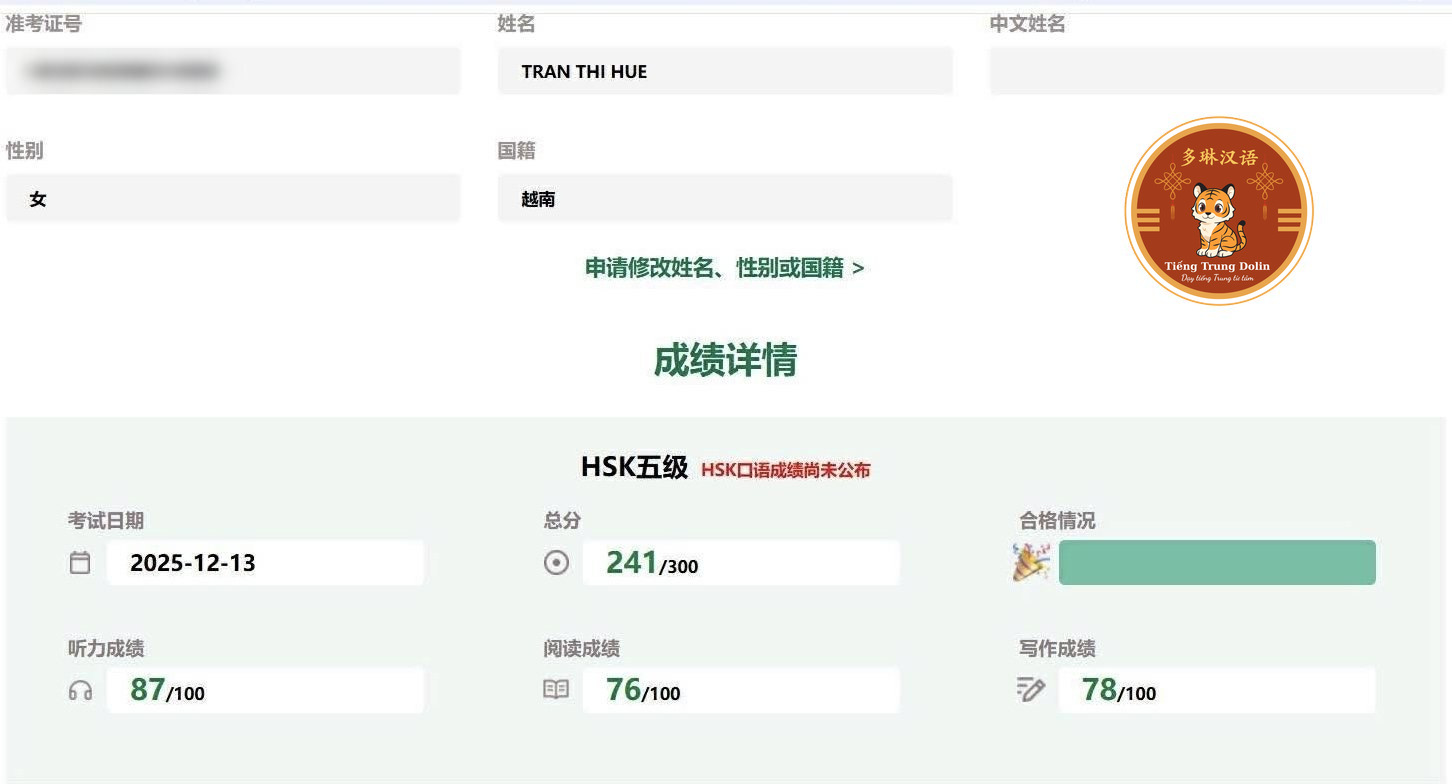 准考证号
姓名
中文姓名
TRAN THI HUE
性别
国籍
女
越南
多琳汉语
Tiếng Trung Dolin
Dạy tiếng Trung từ tâm
申请修改姓名、性别或国籍 >
成绩详情
HSK五级 HSK口语成绩尚未公布
考试日期
总分
合格情况
2025-12-13
241/300
听力成绩
阅读成绩
写作成绩
87/100
76/100
78/100